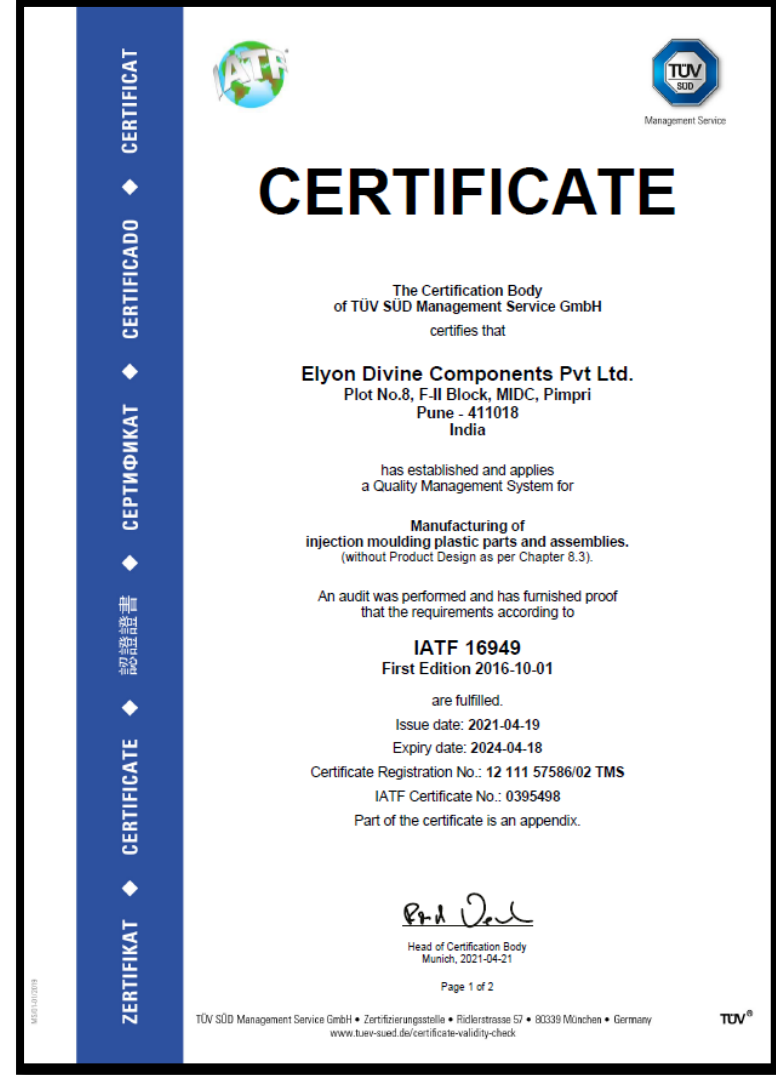 IATF
TÜV
SÜD
Management Service
CERTIFICATE
The Certification Body
of TÜV SÜD Management Service GmbH
certifies that
Elyon Divine Components Pvt Ltd.
Plot No.8, F-II Block, MIDC, Pimpri
Pune - 411018
India
has established and applies
a Quality Management System for
Manufacturing of
injection moulding plastic parts and assemblies.
(without Product Design as per Chapter 8.3).
An audit was performed and has furnished proof
that the requirements according to
IATF 16949
First Edition 2016-10-01
are fulfilled.
Issue date: 2021-04-19
Expiry date: 2024-04-18
Certificate Registration No.: 12 111 57586/02 TMS
IATF Certificate No.: 0395498
Part of the certificate is an appendix.
Head of Certification Body
Munich, 2021-04-21
Page 1 of 2
TÜV SÜD Management Service GmbH • Zertifizierungsstelle • Ridlerstrasse 57 • 80339 München • Germany
www.tuev-sued.de/certificate-validity-check
TÜV®
ZERTIFIKAT ◆ CERTIFICATE ◆ 認證證書 ◆ СЕРТИФИКАТ ◆ CERTIFICADO ◆ CERTIFICAT